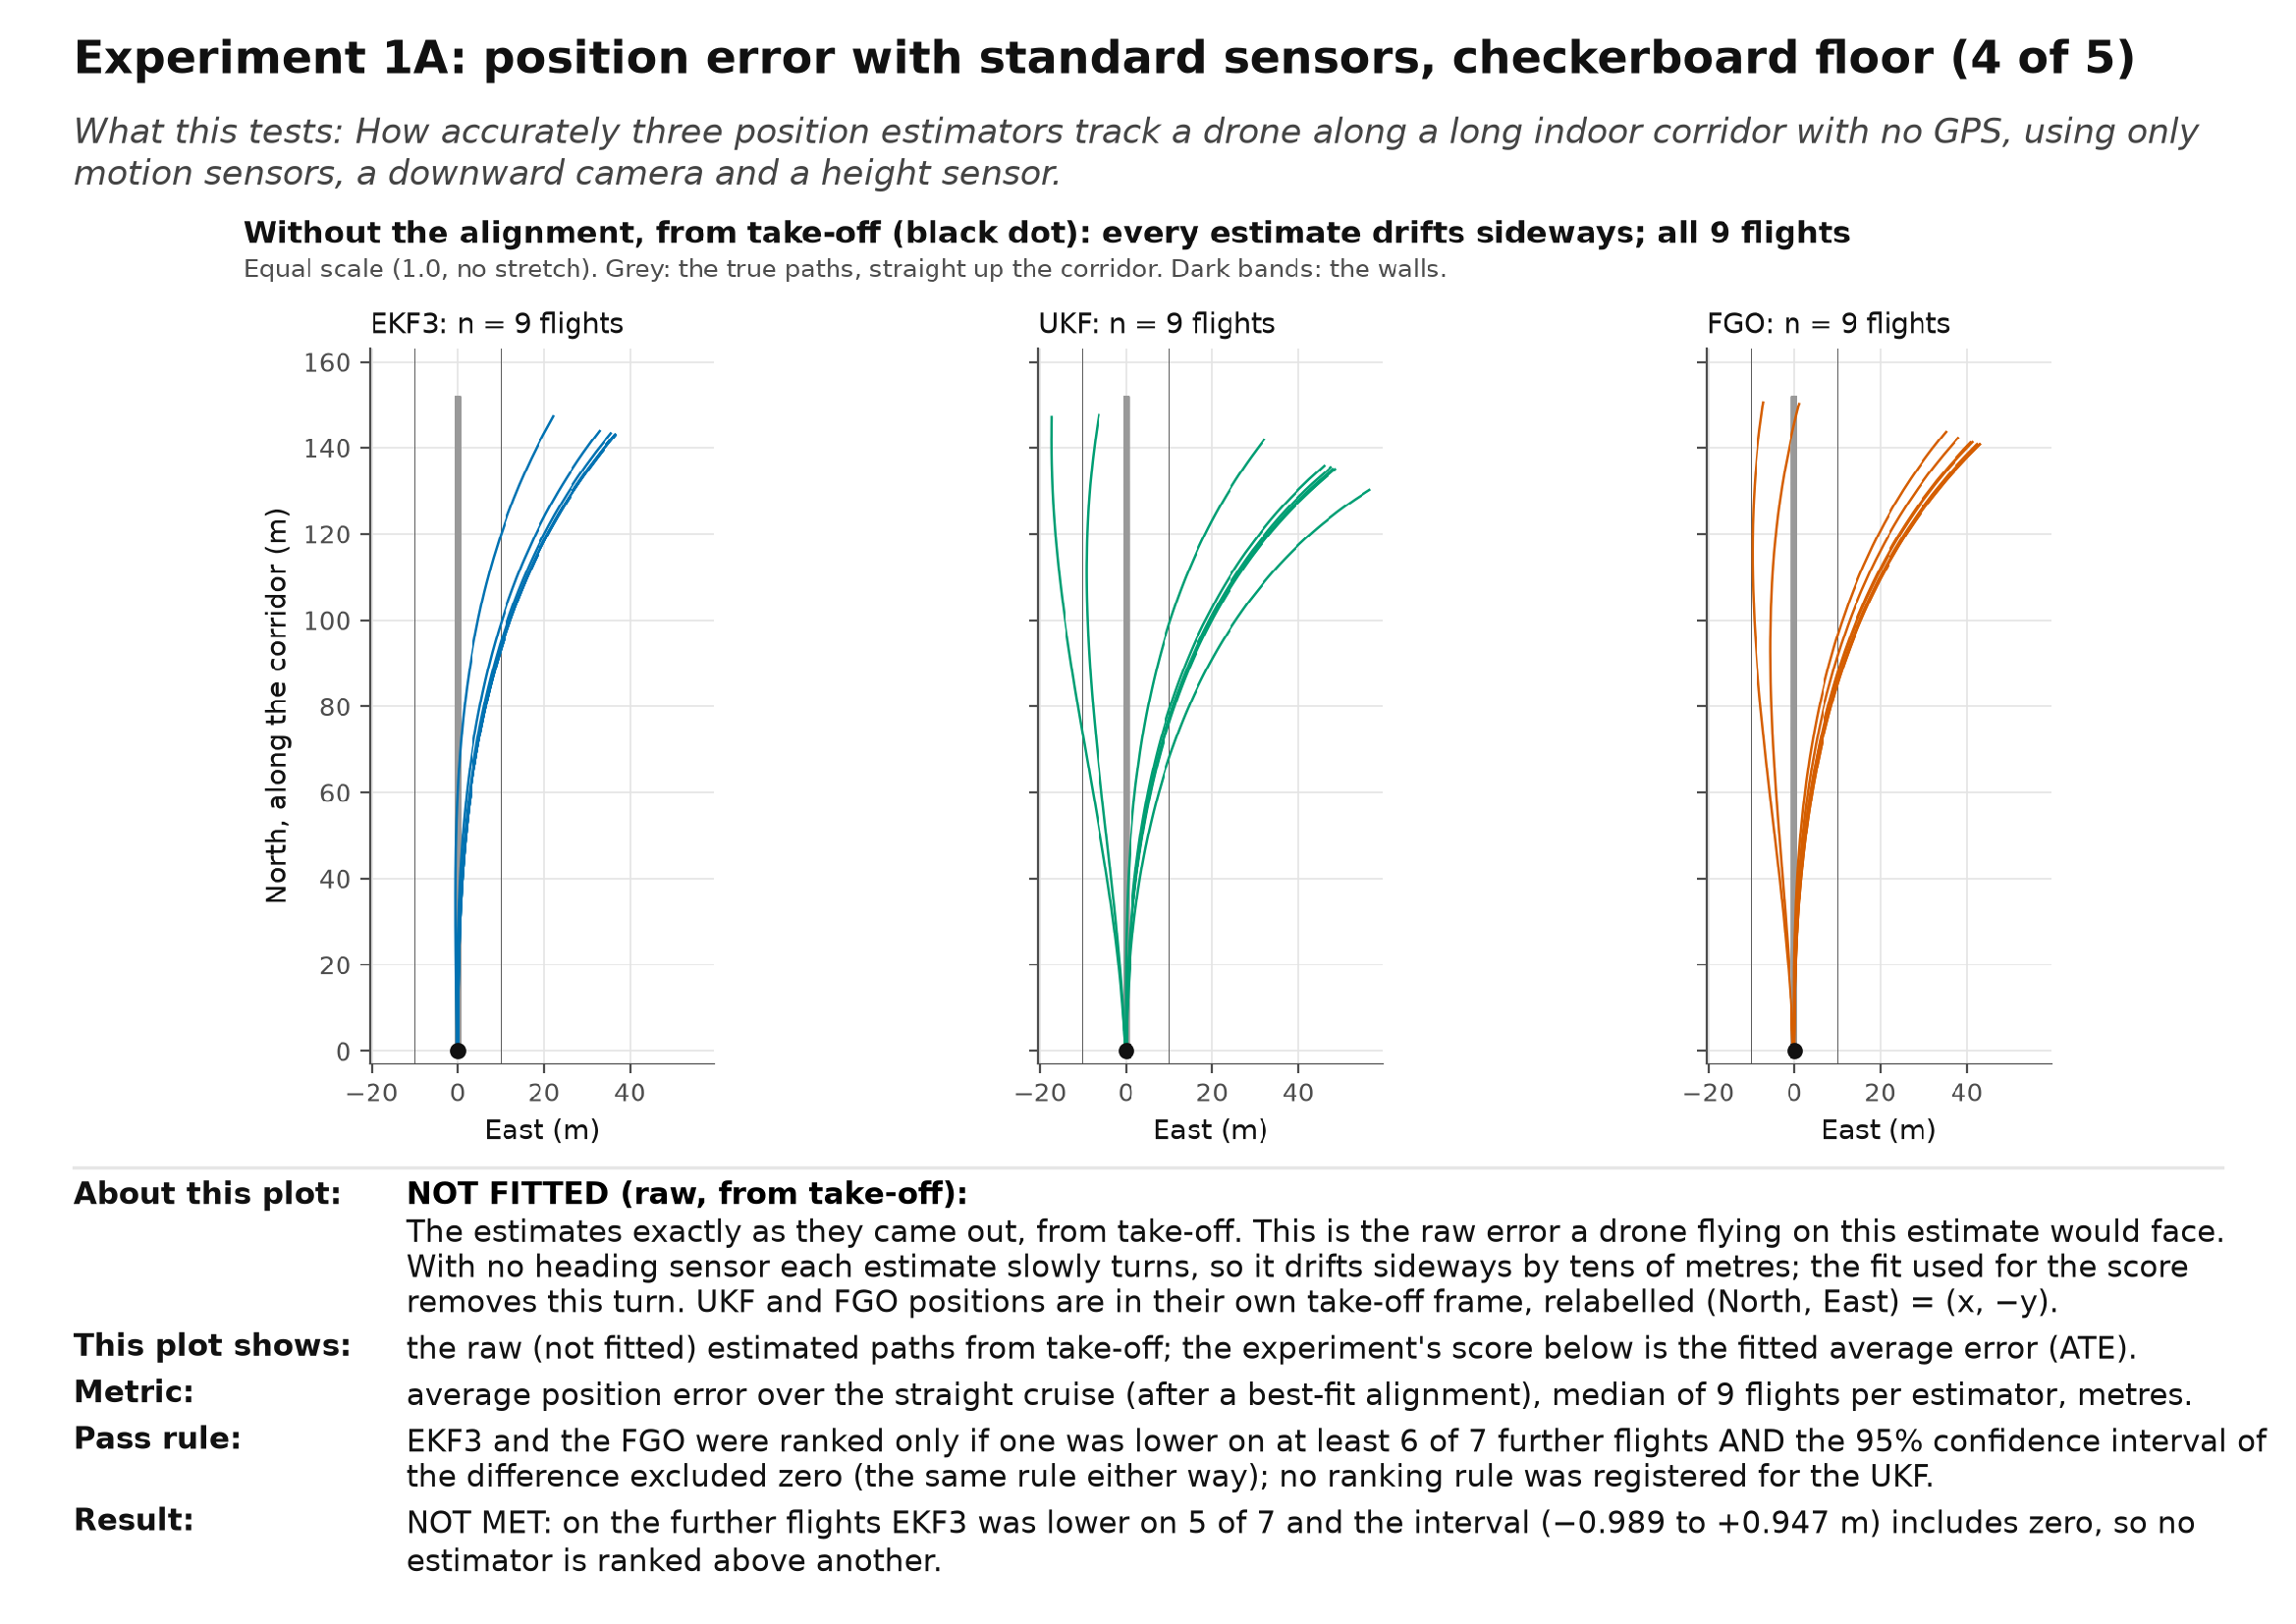 Experiment 1A: position error with standard sensors, checkerboard floor (4 of 5)
What this tests: How accurately three position estimators track a drone along a long indoor corridor with no GPS, using only
motion sensors, a downward camera and a height sensor.
Without the alignment, from take-off (black dot): every estimate drifts sideways; all 9 flights
Equal scale (1.0, no stretch). Grey: the true paths, straight up the corridor. Dark bands: the walls.
EKF3: n = 9 flights
UKF: n = 9 flights
FGO: n = 9 flights
North, along the corridor (m)
160
140
120
100
80
60
40
20
0
−20 0 20 40
−20 0 20 40
−20 0 20 40
East (m)
East (m)
East (m)
About this plot: NOT FITTED (raw, from take-off):
The estimates exactly as they came out, from take-off. This is the raw error a drone flying on this estimate would face.
With no heading sensor each estimate slowly turns, so it drifts sideways by tens of metres; the fit used for the score
removes this turn. UKF and FGO positions are in their own take-off frame, relabelled (North, East) = (x, −y).
This plot shows: the raw (not fitted) estimated paths from take-off; the experiment's score below is the fitted average error (ATE).
Metric: average position error over the straight cruise (after a best-fit alignment), median of 9 flights per estimator, metres.
Pass rule: EKF3 and the FGO were ranked only if one was lower on at least 6 of 7 further flights AND the 95% confidence interval of
the difference excluded zero (the same rule either way); no ranking rule was registered for the UKF.
Result: NOT MET: on the further flights EKF3 was lower on 5 of 7 and the interval (−0.989 to +0.947 m) includes zero, so no
estimator is ranked above another.